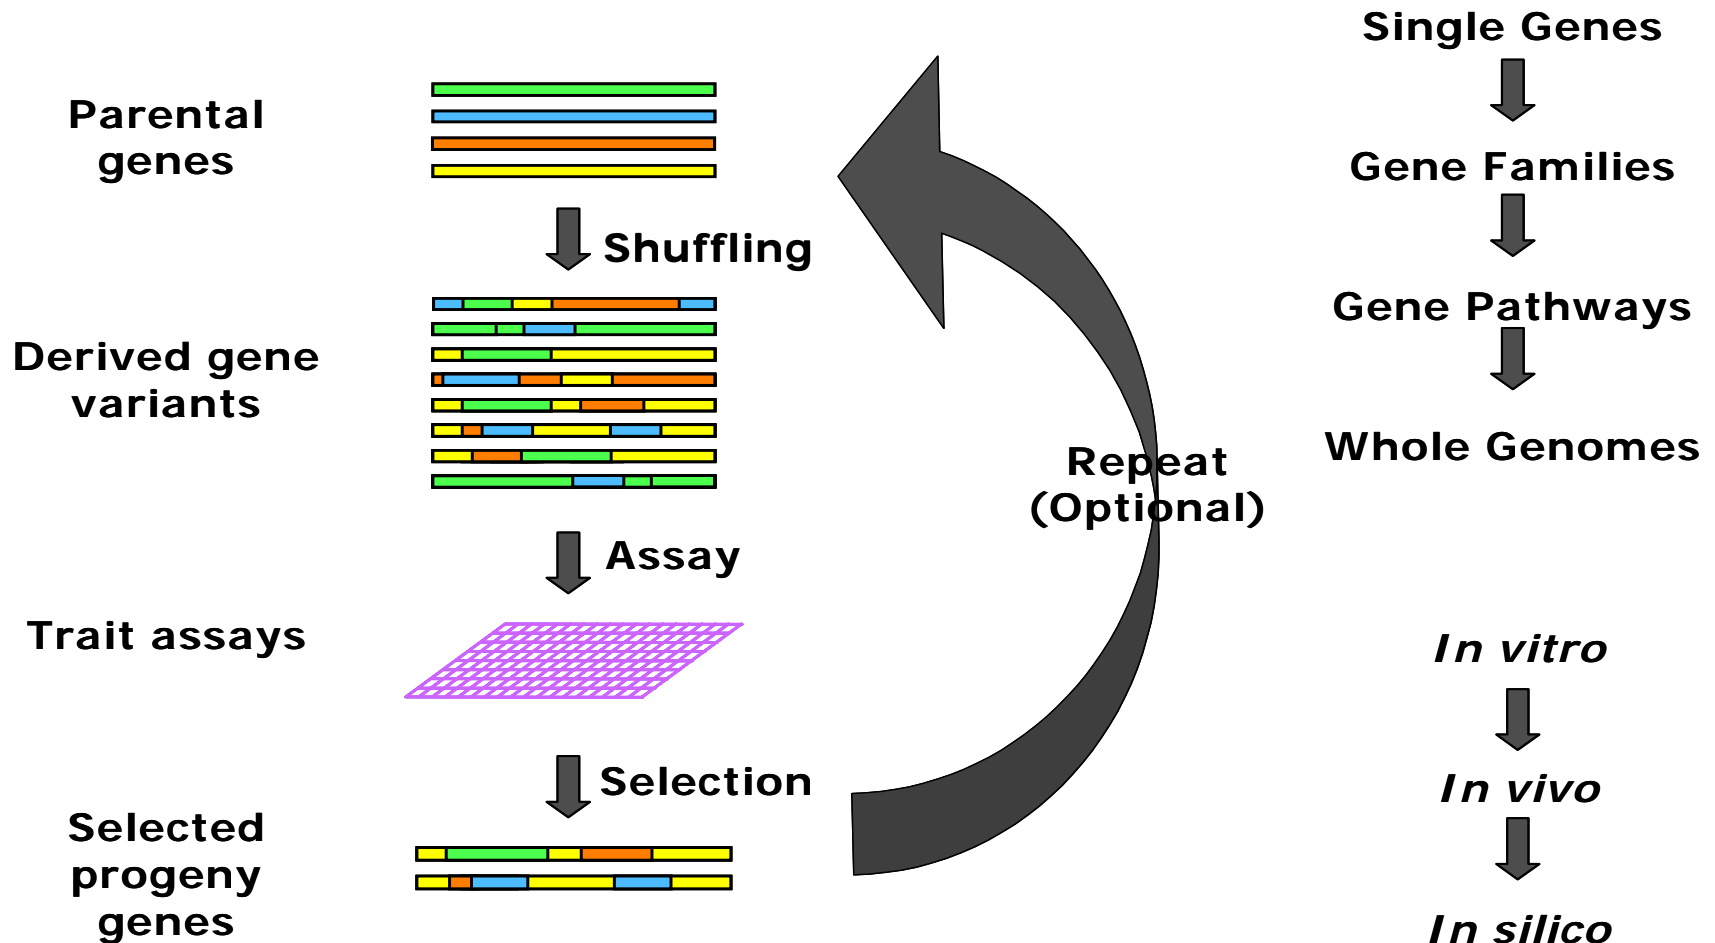 Parental
genes
Shuffling
Derived gene
variants
Assay
Trait assays
Selection
Selected
progeny
genes
Repeat
(Optional)
Single Genes
Gene Families
Gene Pathways
Whole Genomes
In vitro
In vivo
In silico